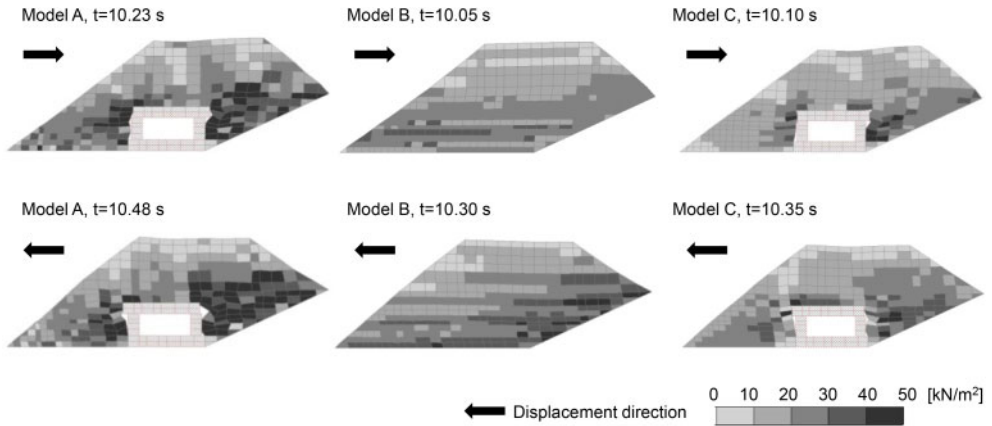 Model A, t=10.23 s
Model B, t=10.05 s
Model C, t=10.10 s
Model A, t=10.48 s
Model B, t=10.30 s
Model C, t=10.35 s
0 10 20 30 40 50 [kN/m²]
Displacement direction